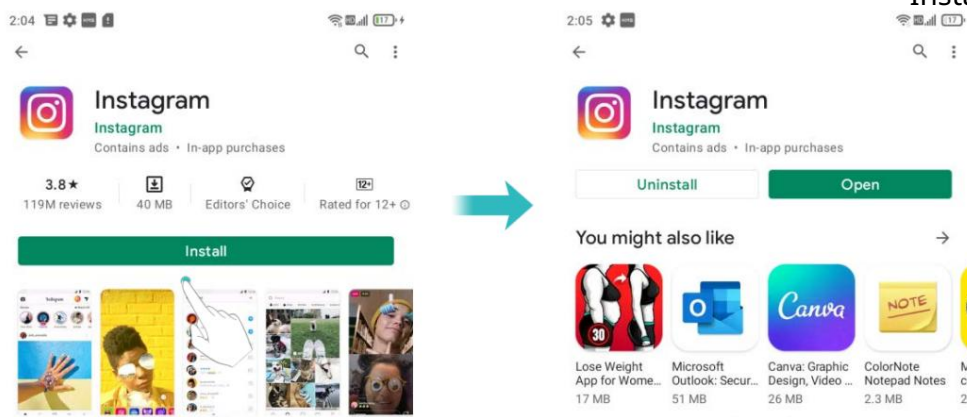 2:04
17
Instagram
Instagram
Contains ads • In-app purchases
3.8★
119M reviews
40 MB
Editors' Choice
12+
Rated for 12+
Install
2:05
17
Instagram
Instagram
Contains ads • In-app purchases
Uninstall
Open
You might also like
30
Canva
NOTE
Lose Weight
App for Wome...
17 MB
Microsoft
Outlook: Secur...
51 MB
Canva: Graphic
Design, Video ...
26 MB
ColorNote
Notepad Notes
2.3 MB